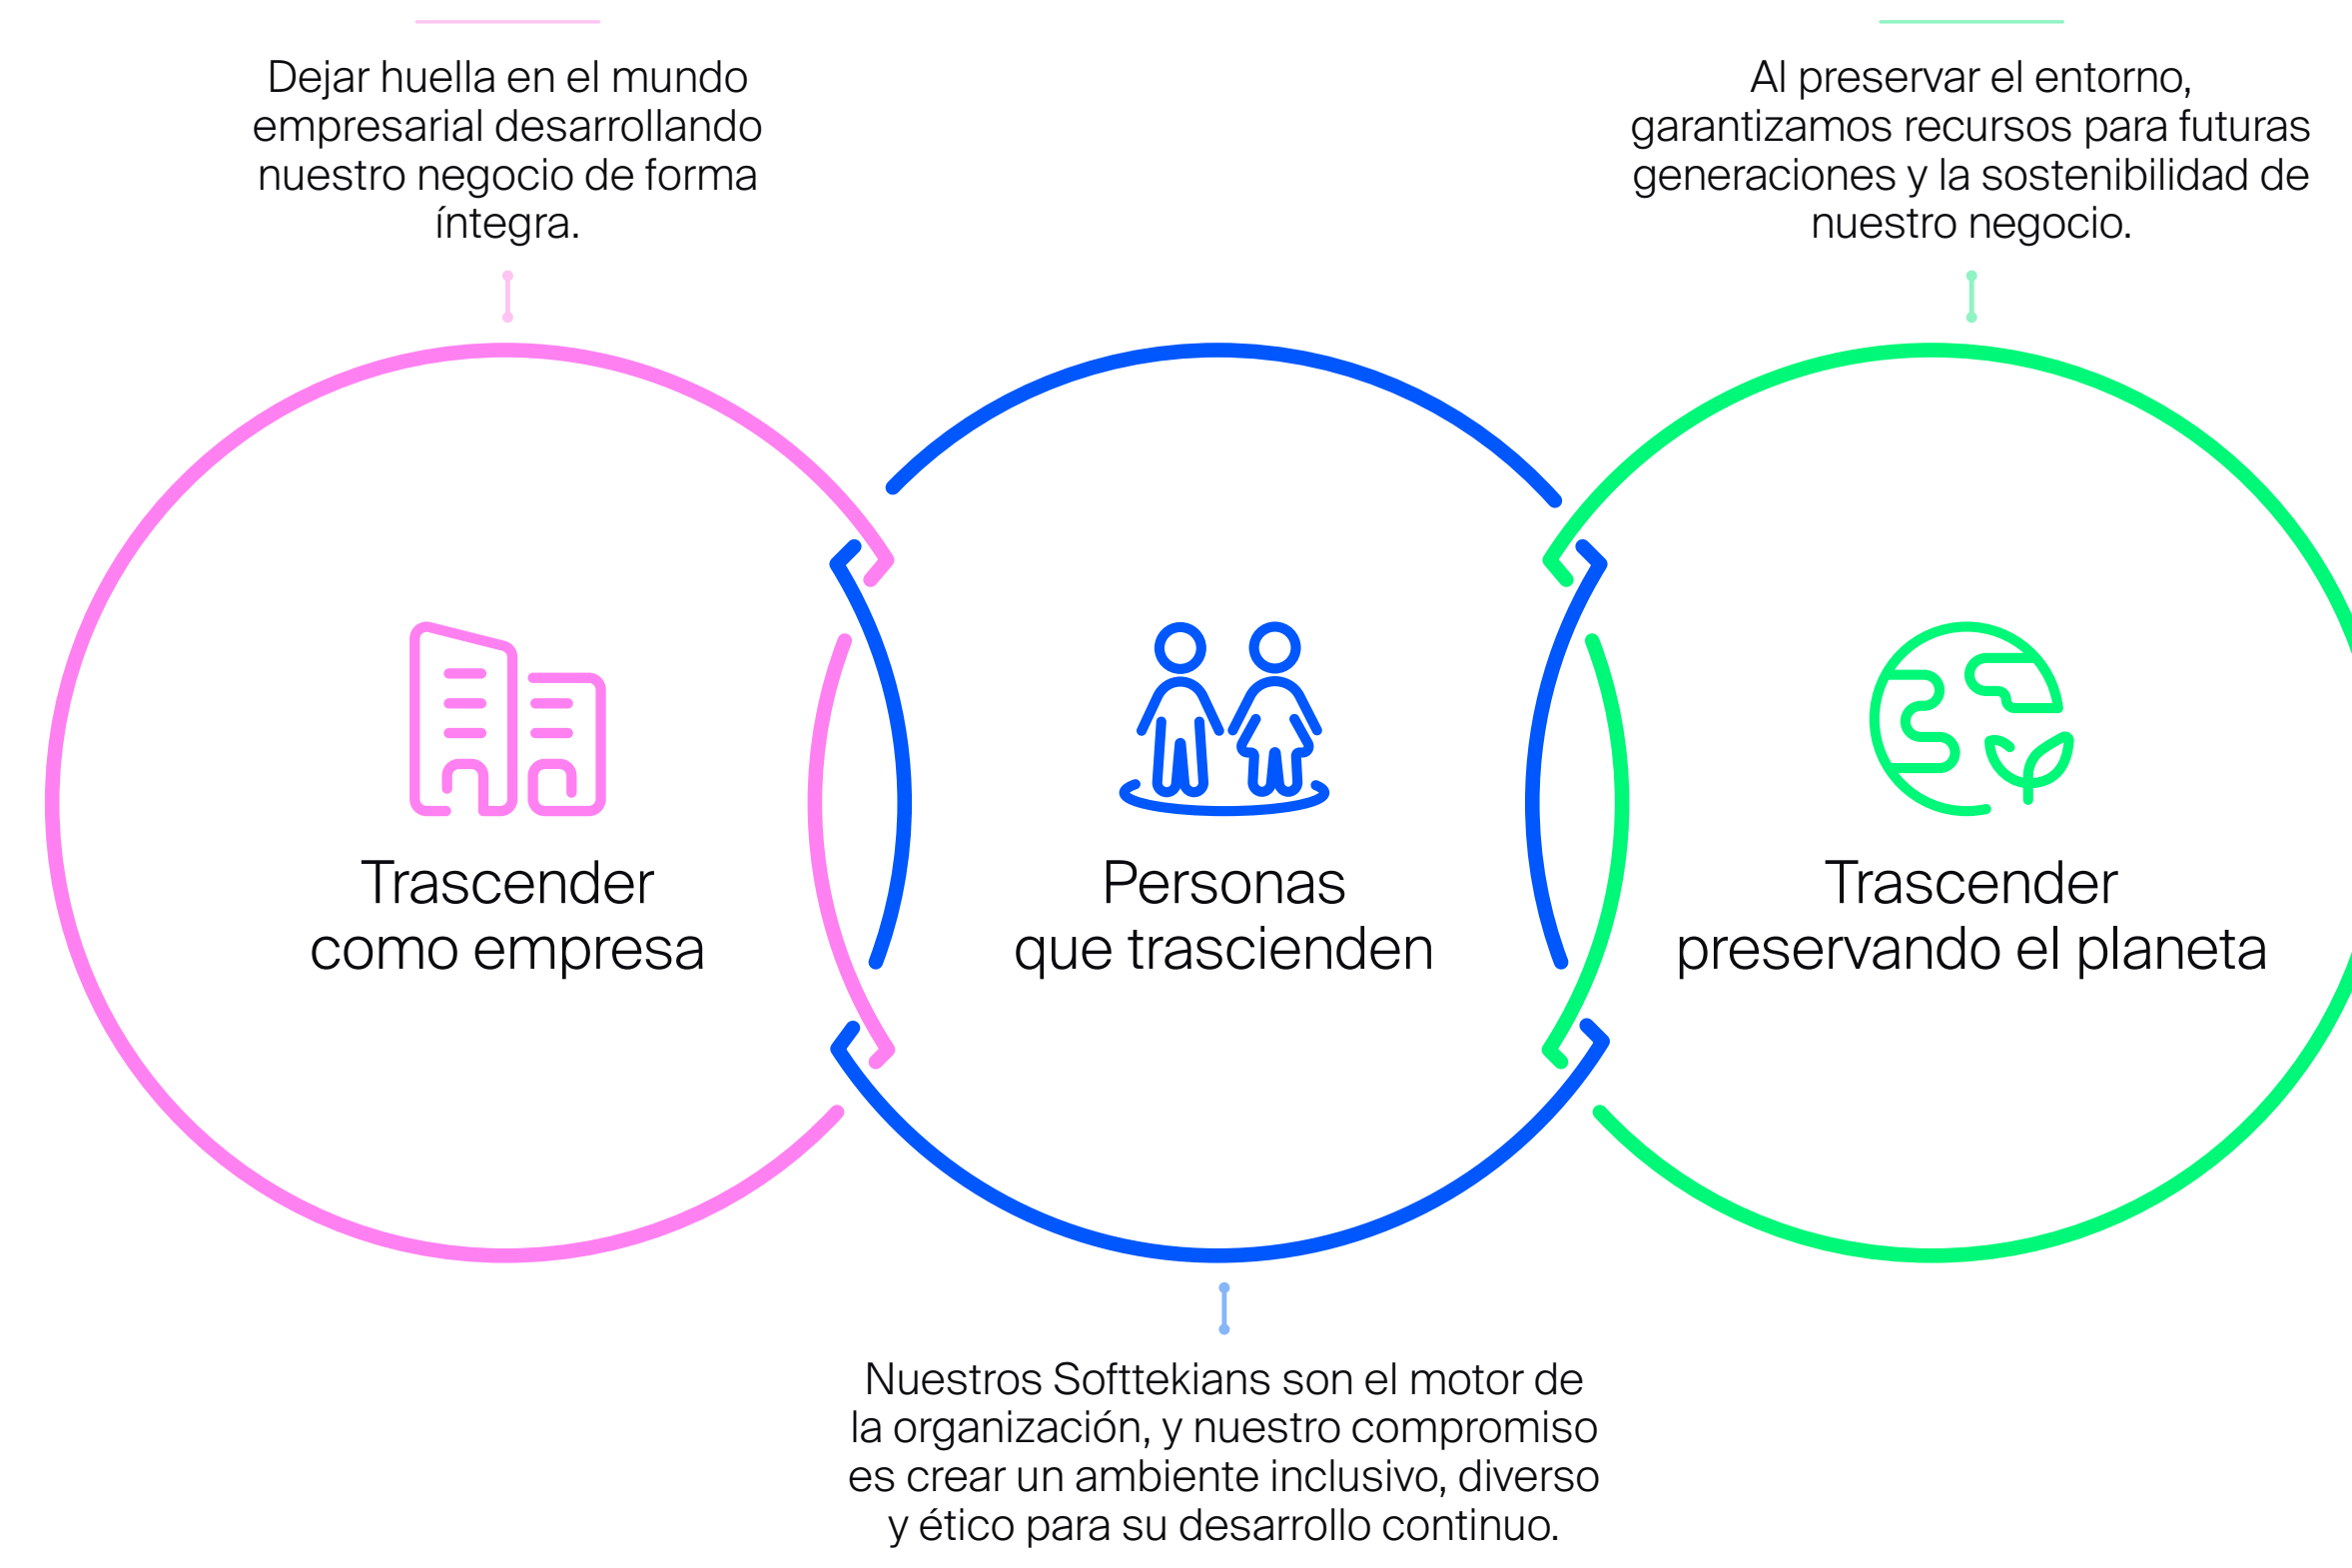 Dejar huella en el mundo
empresarial desarrollando
nuestro negocio de forma
íntegra.
Al preservar el entorno,
garantizamos recursos para futuras
generaciones y la sostenibilidad de
nuestro negocio.
Trascender
como empresa
Personas
que trascienden
Trascender
preservando el planeta
Nuestros Softtekians son el motor de
la organización, y nuestro compromiso
es crear un ambiente inclusivo, diverso
y ético para su desarrollo continuo.